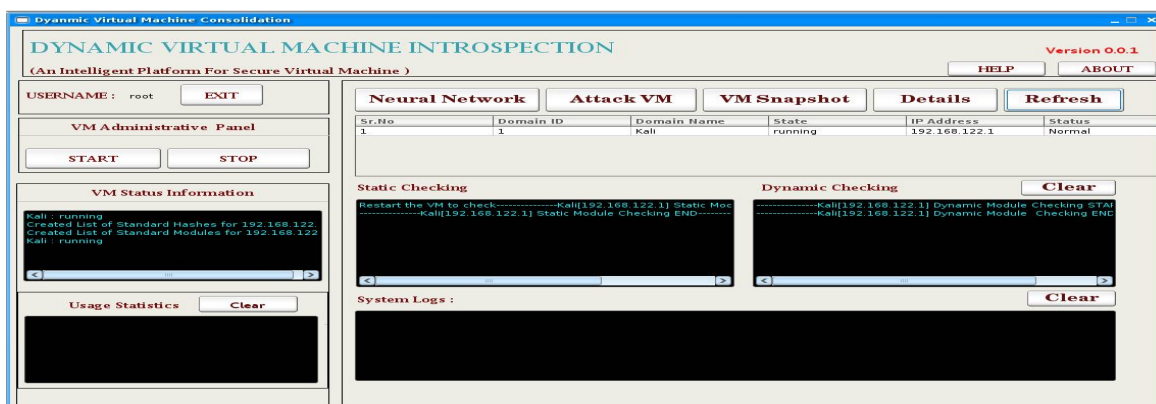 Dyanmic Virtual Machine Consolidation
DYNAMIC VIRTUAL MACHINE INTROSPECTION
Version 0.0.1
(An Intelligent Platform For Secure Virtual Machine )
HELP
ABOUT
USERNAME : root
EXIT
Neural Network
Attack VM
VM Snapshot
Details
Refresh
Sr.No Domain ID Domain Name State IP Address Status
1 1 Kali running 192.168.122.1 Normal
VM Administrative Panel
START
STOP
VM Status Information
Kali : running
Created List of Standard Hashes for 192.168.122.
Created List of Standard Modules for 192.168.122
Kali : running
Static Checking
Restart the VM to check---------------Kali[192.168.122.1] Static Moc
--------------Kali[192.168.122.1] Static Module Checking END--------
Dynamic Checking
Clear
--------------Kali[192.168.122.1] Dynamic Module Checking STAR
--------------Kali[192.168.122.1] Dynamic Module Checking END
Usage Statistics
Clear
System Logs :
Clear